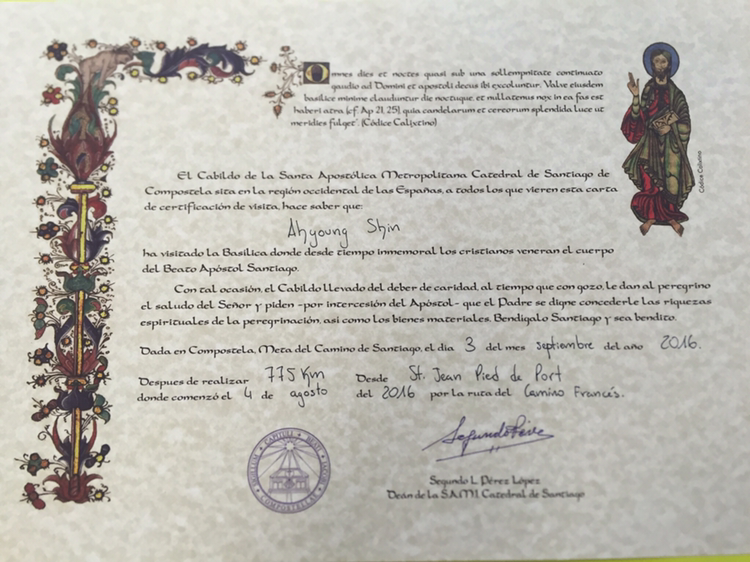 Omnes dies et noctes quasi sub una sollempnitate continuato
gaudio ad Domini et apostoli decus ibi excoluntur. Valve eiusdem
basilice minime clauduntur die noctuque, et nullatenus nox in ea fas est
haberi atra (cf. Ap 21, 25), quia candelarum et cereorum splendida luce ut
meridies fulget". (Códice Calixtino)
Códice Calixtino
El Cabildo de la Santa Apostólica Metropolitana Catedral de Santiago de
Compostela sita en la región occidental de las Españas, a todos los que vieren esta carta
de certificación de visita, hace saber que:
Ahyoung Shin
ha visitado la Basílica donde desde tiempo inmemorial los cristianos veneran el cuerpo
del Beato Apóstol Santiago.
Con tal ocasión, el Cabildo llevado del deber de caridad, al tiempo que con gozo, le dan al peregrino
el saludo del Señor y piden -por intercesión del Apóstol- que el Padre se digne concederle las riquezas
espirituales de la peregrinación, así como los bienes materiales. Bendígalo Santiago y sea bendito.
Dada en Compostela, Meta del Camino de Santiago, el día 3 del mes septiembre del año 2016.
Despues de realizar 775 Km Desde St. Jean Pied de Port
donde comenzó el 4 de agosto del 2016 por la ruta del Camino Francés.
Segundo L. Pérez López
Deán de la S.A.M.I. Catedral de Santiago